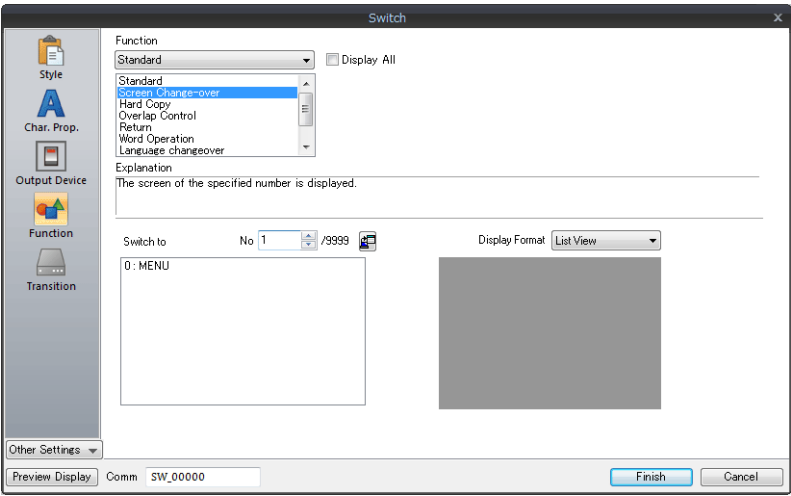 Switch
x
Function
Style
Standard
Display All
Standard
Screen Change-over
Hard Copy
Overlap Control
Return
Word Operation
Language changeover
Char. Prop.
Explanation
The screen of the specified number is displayed.
Output Device
Function
Switch to
No 1 /9999
Display Format List View
0 : MENU
Transition
Other Settings
Preview Display
Comm SW_00000
Finish
Cancel